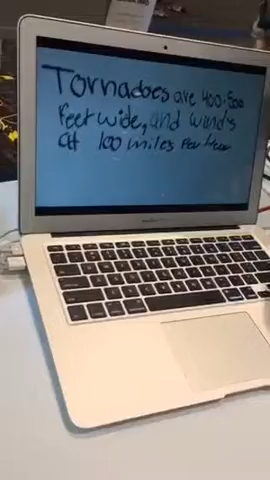 Tornadoes are 400-500
feet wide, and winds
at 100 miles Per Hour